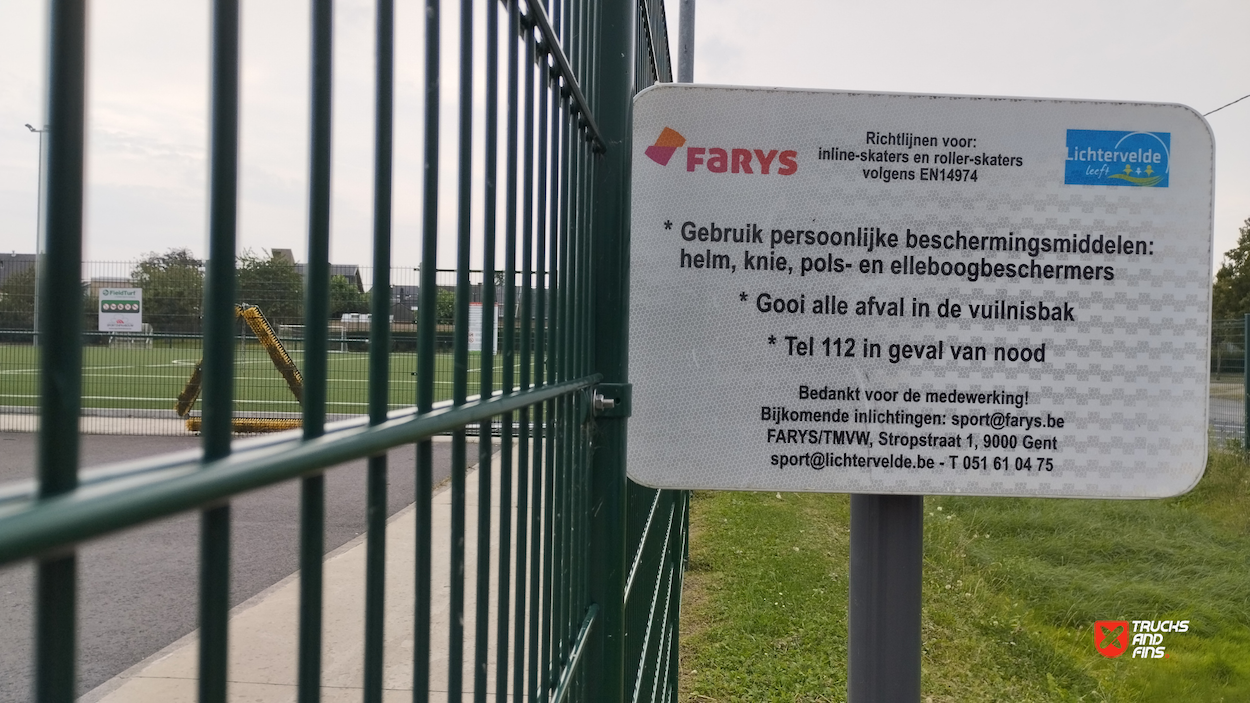 FARYS
Richtlijnen voor:
inline-skaters en roller-skaters
volgens EN14974
Lichtervelde
leeft
* Gebruik persoonlijke beschermingsmiddelen:
helm, knie, pols- en elleboogbeschermers
* Gooi alle afval in de vuilnisbak
* Tel 112 in geval van nood
Bedankt voor de medewerking!
Bijkomende inlichtingen: sport@farys.be
FARYS/TMVW, Stropstraat 1, 9000 Gent
sport@lichtervelde.be - T 051 61 04 75
FieldTurf
TRUCKS
AND
FINS